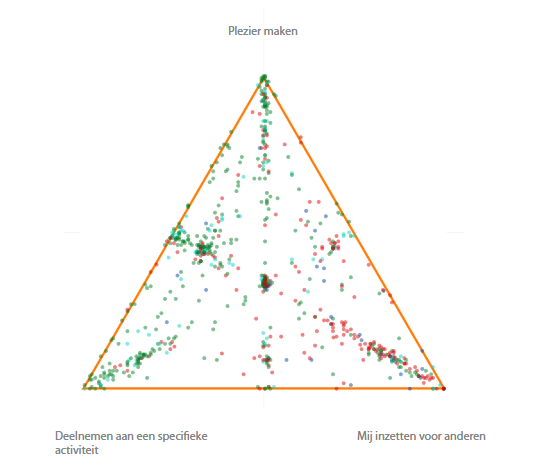 Plezier maken
Deelnemen aan een specifieke
activiteit
Mij inzetten voor anderen